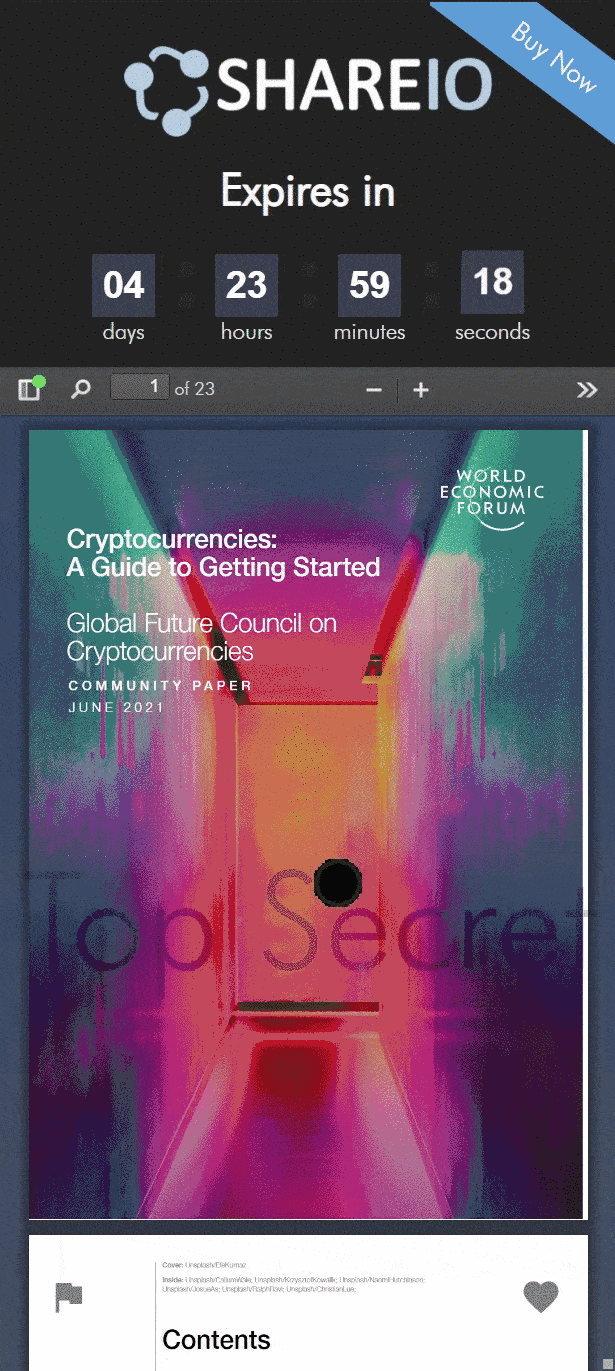 Buy Now
SHAREIO
Expires in
04 23 59 18
days hours minutes seconds
1 of 23
WORLD
ECONOMIC
FORUM
Cryptocurrencies:
A Guide to Getting Started
Global Future Council on
Cryptocurrencies
COMMUNITY PAPER
JUNE 2021
Top Secret
Cover: Unsplash/EfeKurnaz
Inside: Unsplash/CallumWale; Unsplash/KrzysztofKowalik; Unsplash/NaomiHutchinson;
Unsplash/JosueAs; Unsplash/RalphRavi; Unsplash/ChristianLue;
Contents